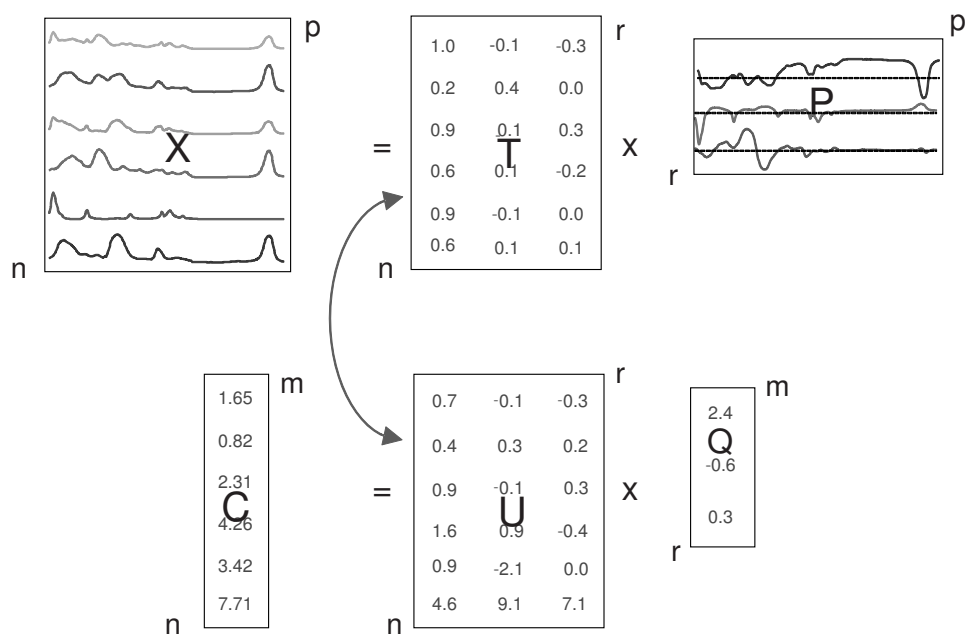 p
X
n
=
r
1.0 -0.1 -0.3
0.2 0.4 0.0
0.9 0.1 0.3
T
0.6 0.1 -0.2
0.9 -0.1 0.0
0.6 0.1 0.1
n
x
p
P
r
m
1.65
0.82
2.31
C
4.26
3.42
7.71
n
=
r
0.7 -0.1 -0.3
0.4 0.3 0.2
0.9 -0.1 0.3
U
1.6 0.9 -0.4
0.9 -2.1 0.0
4.6 9.1 7.1
n
x
m
2.4
Q
-0.6
0.3
r